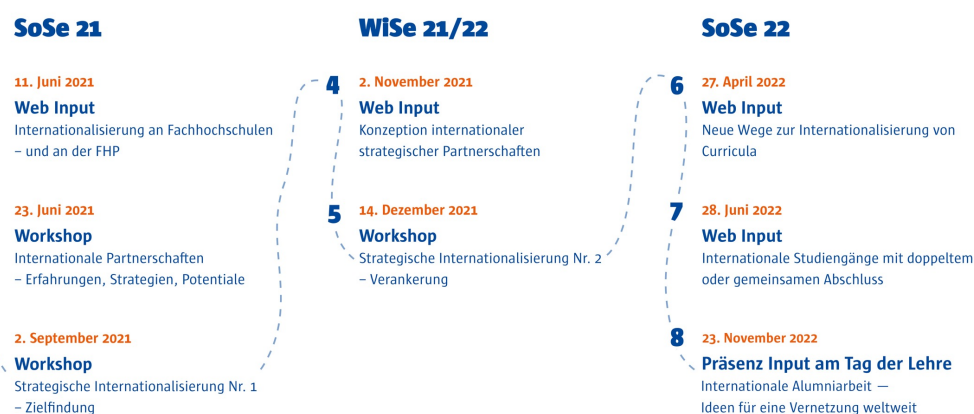 SoSe 21
11. Juni 2021
Web Input
Internationalisierung an Fachhochschulen
– und an der FHP
23. Juni 2021
Workshop
Internationale Partnerschaften
– Erfahrungen, Strategien, Potentiale
2. September 2021
Workshop
Strategische Internationalisierung Nr. 1
– Zielfindung
WiSe 21/22
4
2. November 2021
Web Input
Konzeption internationaler
strategischer Partnerschaften
5
14. Dezember 2021
Workshop
Strategische Internationalisierung Nr. 2
– Verankerung
SoSe 22
6
27. April 2022
Web Input
Neue Wege zur Internationalisierung von
Curricula
7
28. Juni 2022
Web Input
Internationale Studiengänge mit doppeltem
oder gemeinsamen Abschluss
8
23. November 2022
Präsenz Input am Tag der Lehre
Internationale Alumniarbeit —
Ideen für eine Vernetzung weltweit